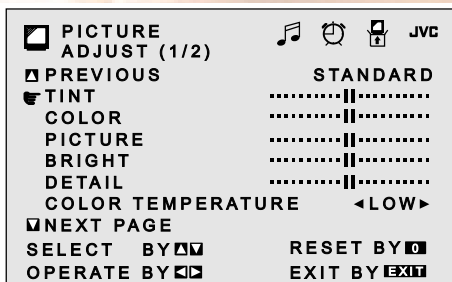 PICTURE JVC
ADJUST (1/2)
PREVIOUS STANDARD
TINT
COLOR
PICTURE
BRIGHT
DETAIL
COLOR TEMPERATURE ◄LOW►
NEXT PAGE
SELECT BY RESET BY 0
OPERATE BY EXIT BY EXIT